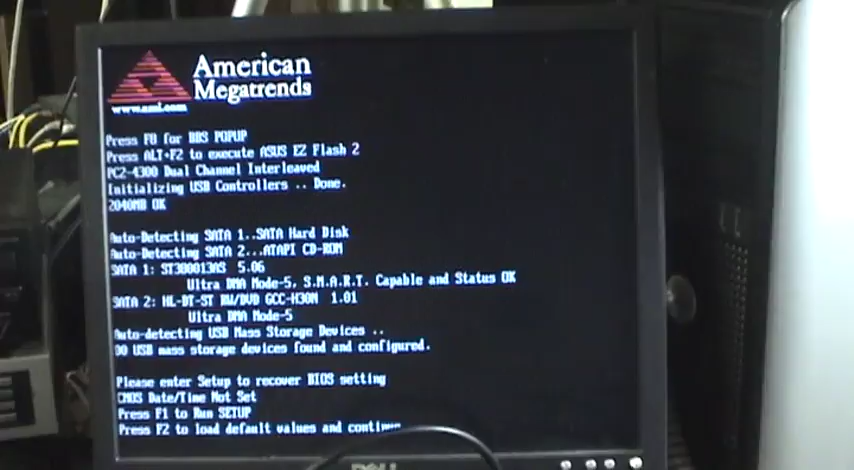 American
Megatrends
www.ami.com
Press F8 for BBS POPUP
Press ALT+F2 to execute ASUS EZ Flash 2
PC2-4300 Dual Channel Interleaved
Initializing USB Controllers .. Done.
2040MB OK
Auto-Detecting SATA 1..SATA Hard Disk
Auto-Detecting SATA 2...ATAPI CD-ROM
SATA 1: ST380013AS 5.06
Ultra DMA Mode-5, S.M.A.R.T. Capable and Status OK
SATA 2: HL-DT-ST RW/DVD GCC-H30N 1.01
Ultra DMA Mode-5
Auto-detecting USB Mass Storage Devices ..
00 USB mass storage devices found and configured.
Please enter Setup to recover BIOS setting
CMOS Date/Time Not Set
Press F1 to Run SETUP
Press F2 to load default values and continue
DELL